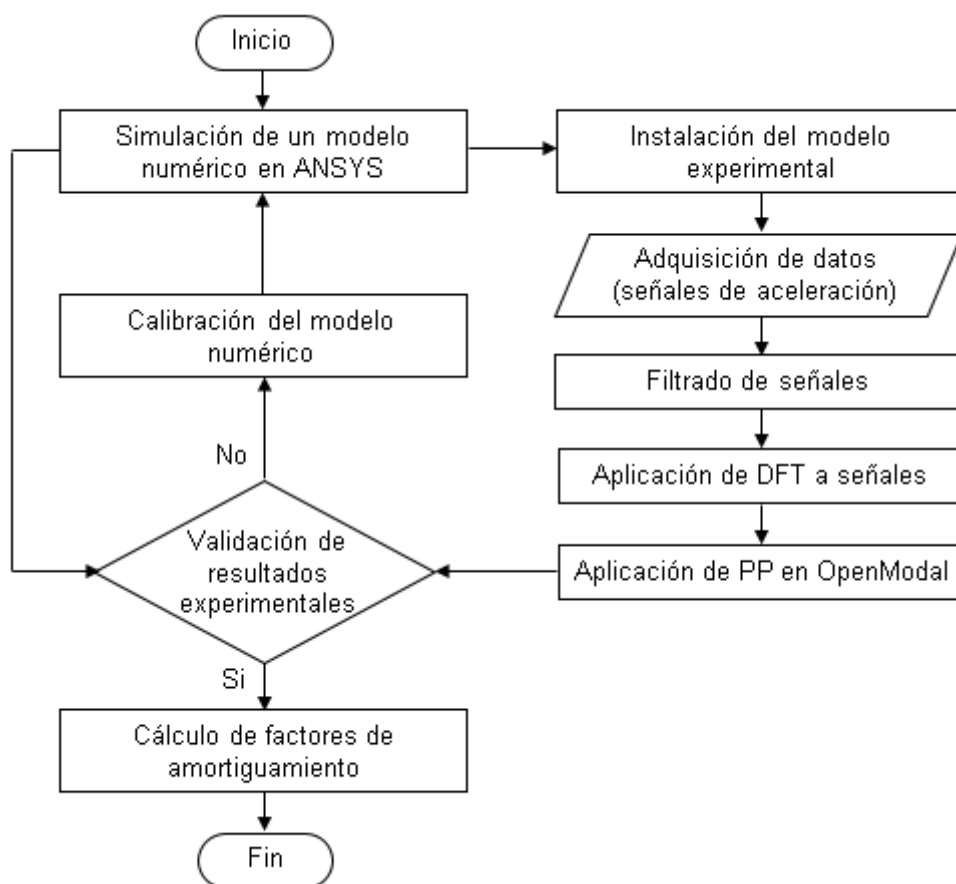 Inicio
Simulación de un modelo
numérico en ANSYS
Instalación del modelo
experimental
Adquisición de datos
(señales de aceleración)
Calibración del modelo
numérico
Filtrado de señales
No
Aplicación de DFT a señales
Validación de
resultados
experimentales
Aplicación de PP en OpenModal
Si
Cálculo de factores de
amortiguamiento
Fin